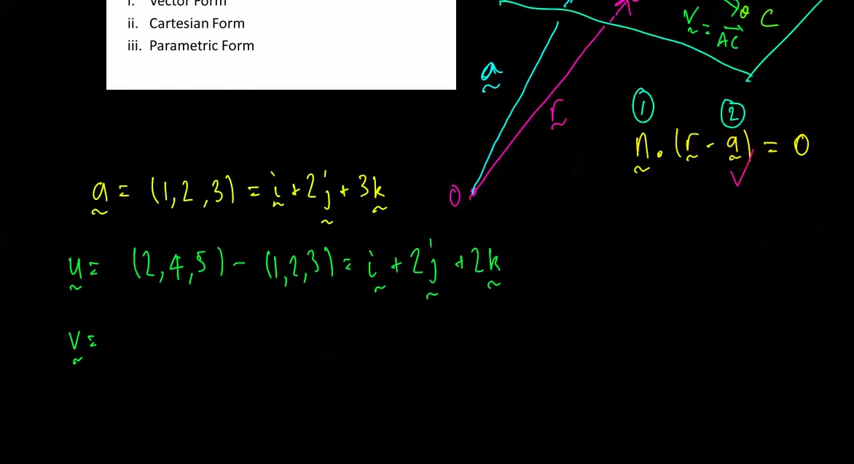 i. Vector Form
ii. Cartesian Form
iii. Parametric Form
v = AC
C
a
r
O
1 2
n . (r - a) = 0
a = (1, 2, 3) = i + 2j + 3k
u = (2, 4, 5) - (1, 2, 3) = i + 2j + 2k
v =